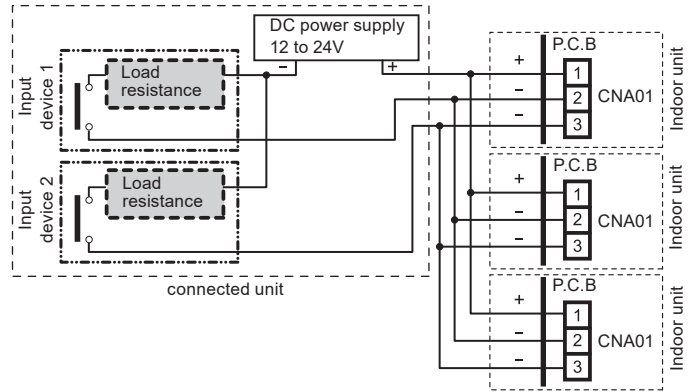 DC power supply
12 to 24V
–
+
Input
device 1
Load
resistance
Input
device 2
Load
resistance
connected unit
+
–
–
P.C.B
1
2
3
CNA01
Indoor unit
+
–
–
P.C.B
1
2
3
CNA01
Indoor unit
+
–
–
P.C.B
1
2
3
CNA01
Indoor unit